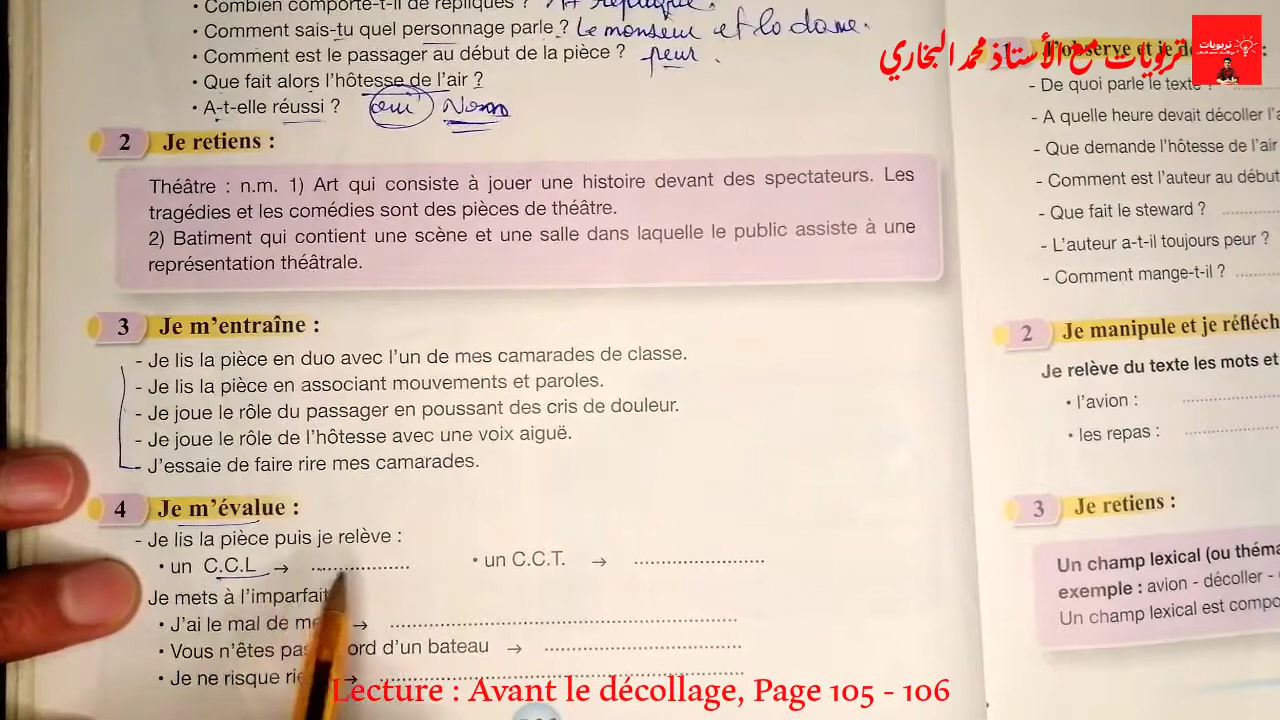 • Combien comporte-t-il de répliques ?
• Comment sais-tu quel personnage parle ? Le monsieur et la dame.
• Comment est le passager au début de la pièce ? peur.
• Que fait alors l'hôtesse de l'air ?
• A-t-elle réussi ? oui Non
2 Je retiens :
Théâtre : n.m. 1) Art qui consiste à jouer une histoire devant des spectateurs. Les
tragédies et les comédies sont des pièces de théâtre.
2) Batiment qui contient une scène et une salle dans laquelle le public assiste à une
représentation théâtrale.
3 Je m'entraîne :
- Je lis la pièce en duo avec l'un de mes camarades de classe.
- Je lis la pièce en associant mouvements et paroles.
- Je joue le rôle du passager en poussant des cris de douleur.
- Je joue le rôle de l'hôtesse avec une voix aiguë.
- J'essaie de faire rire mes camarades.
4 Je m'évalue :
- Je lis la pièce puis je relève :
• un C.C.L → .................... • un C.C.T. → ........................
Je mets à l'imparfait
• J'ai le mal de me → ................................................
• Vous n'êtes pas ord d'un bateau → ................................
• Je ne risque rie →
تربويات مع الأستاذ محمد البخاري
تربويات
1 J'observe et je dé :
- De quoi parle le texte ? ............
- A quelle heure devait décoller l'a
- Que demande l'hôtesse de l'air
- Comment est l'auteur au début
- Que fait le steward ? ............
- L'auteur a-t-il toujours peur ?
- Comment mange-t-il ? ............
2 Je manipule et je réfléch
Je relève du texte les mots et
• l'avion : ....................
• les repas : ....................
3 Je retiens :
Un champ lexical (ou théma
exemple : avion - décoller -
Un champ lexical est compo
Lecture : Avant le décollage, Page 105 - 106